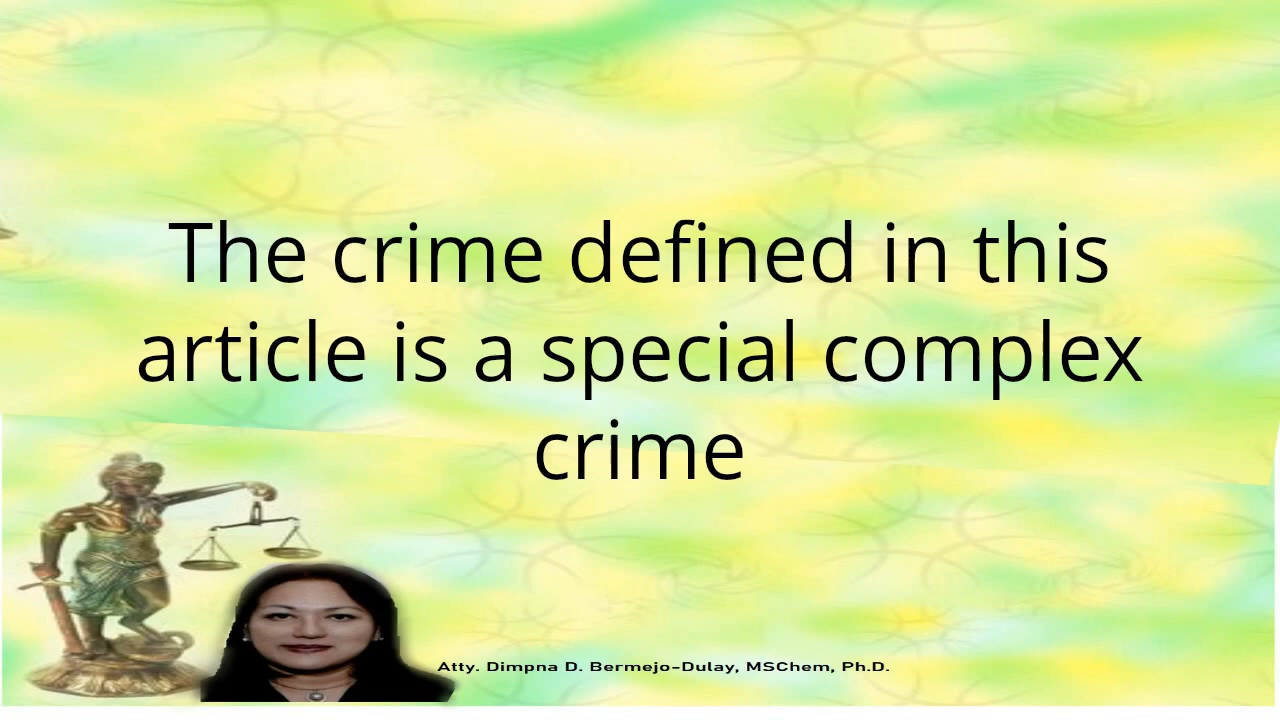 The crime defined in this
article is a special complex
crime
Atty. Dimpna D. Bermejo-Dulay, MSChem, Ph.D.